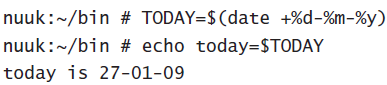 nuuk:~/bin # TODAY=$(date +%d-%m-%y)
nuuk:~/bin # echo today=$TODAY
today is 27-01-09